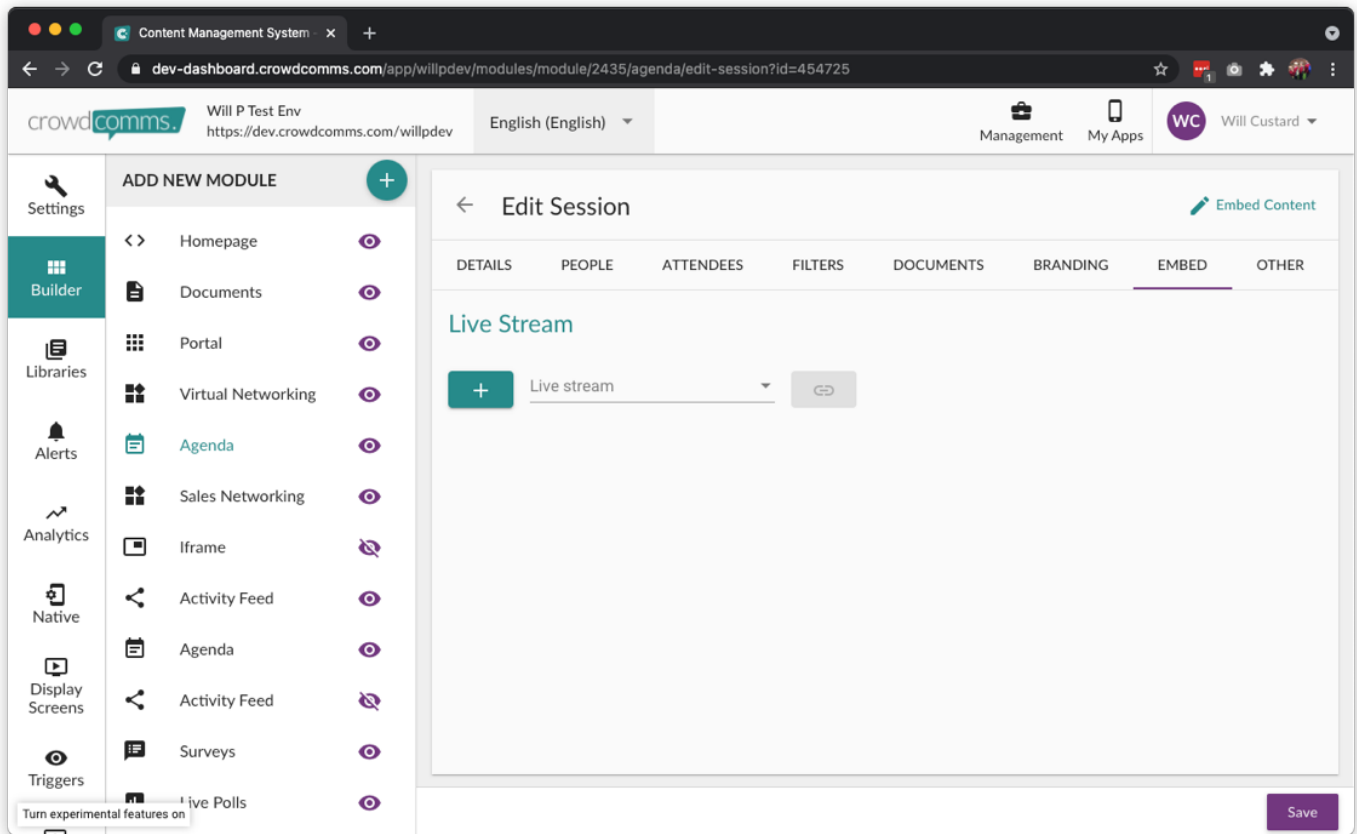 Content Management System -
dev-dashboard.crowdcomms.com/app/willpdev/modules/module/2435/agenda/edit-session?id=454725
1
crowdcomms.
Will P Test Env
https://dev.crowdcomms.com/willpdev
English (English)
Management
My Apps
WC
Will Custard
Settings
Builder
Libraries
Alerts
Analytics
Native
Display
Screens
Triggers
Turn experimental features on
ADD NEW MODULE
Homepage
Documents
Portal
Virtual Networking
Agenda
Sales Networking
Iframe
Activity Feed
Agenda
Activity Feed
Surveys
Live Polls
Edit Session
Embed Content
DETAILS PEOPLE ATTENDEES FILTERS DOCUMENTS BRANDING EMBED OTHER
Live Stream
+ Live stream
Save